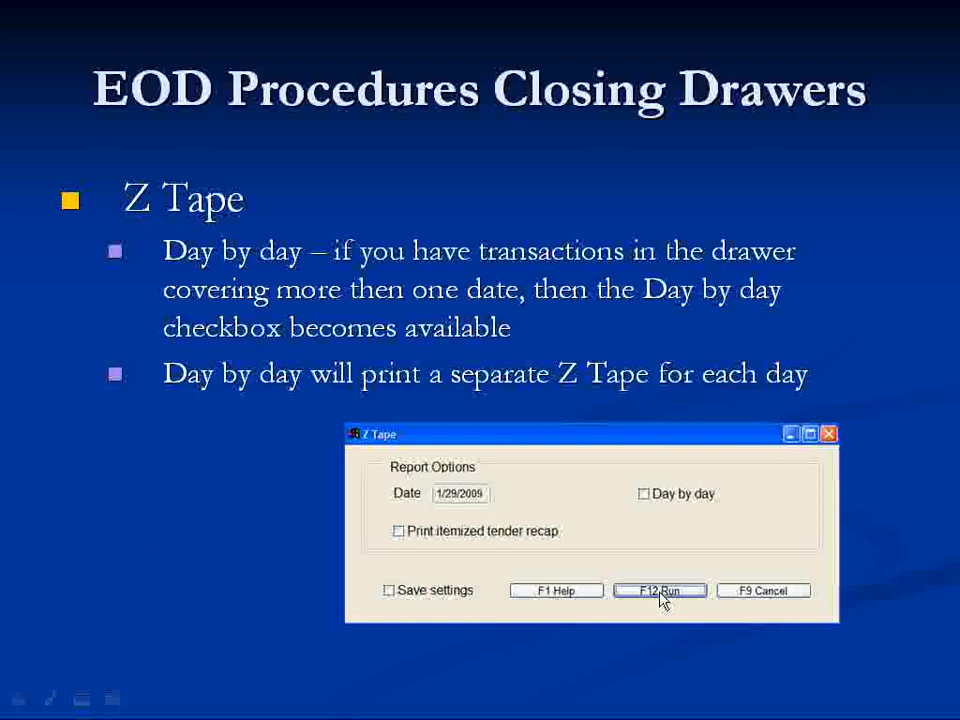 EOD Procedures Closing Drawers
Z Tape
Day by day – if you have transactions in the drawer
covering more then one date, then the Day by day
checkbox becomes available
Day by day will print a separate Z Tape for each day
Z Tape
Report Options
Date 1/29/2009 Day by day
Print itemized tender recap
Save settings F1 Help F12 Run F9 Cancel